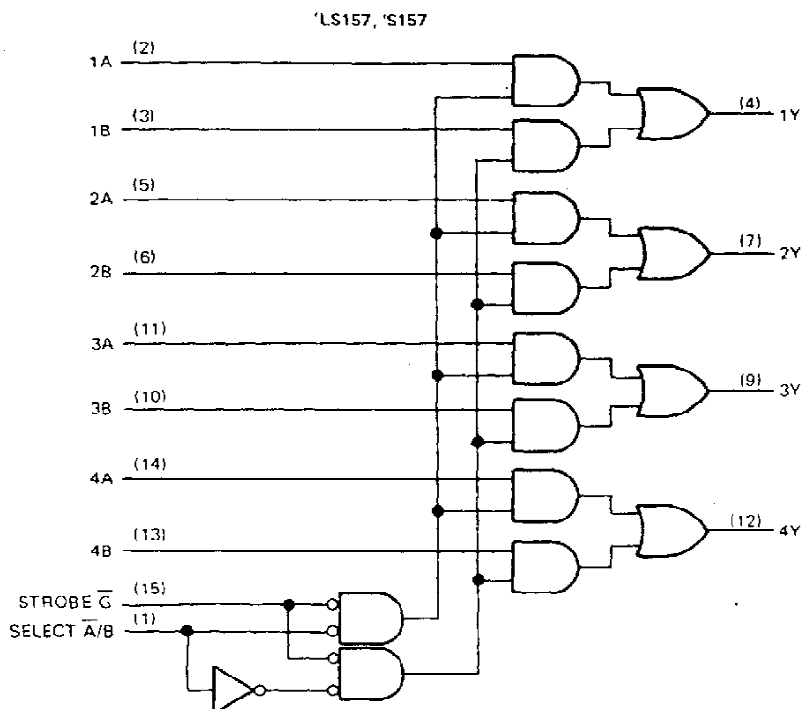 'LS157, 'S157
1A (2)
(4) 1Y
1B (3)
2A (5)
(7) 2Y
2B (6)
3A (11)
(9) 3Y
3B (10)
4A (14)
(12) 4Y
4B (13)
STROBE G̅ (15)
SELECT A̅/B (1)